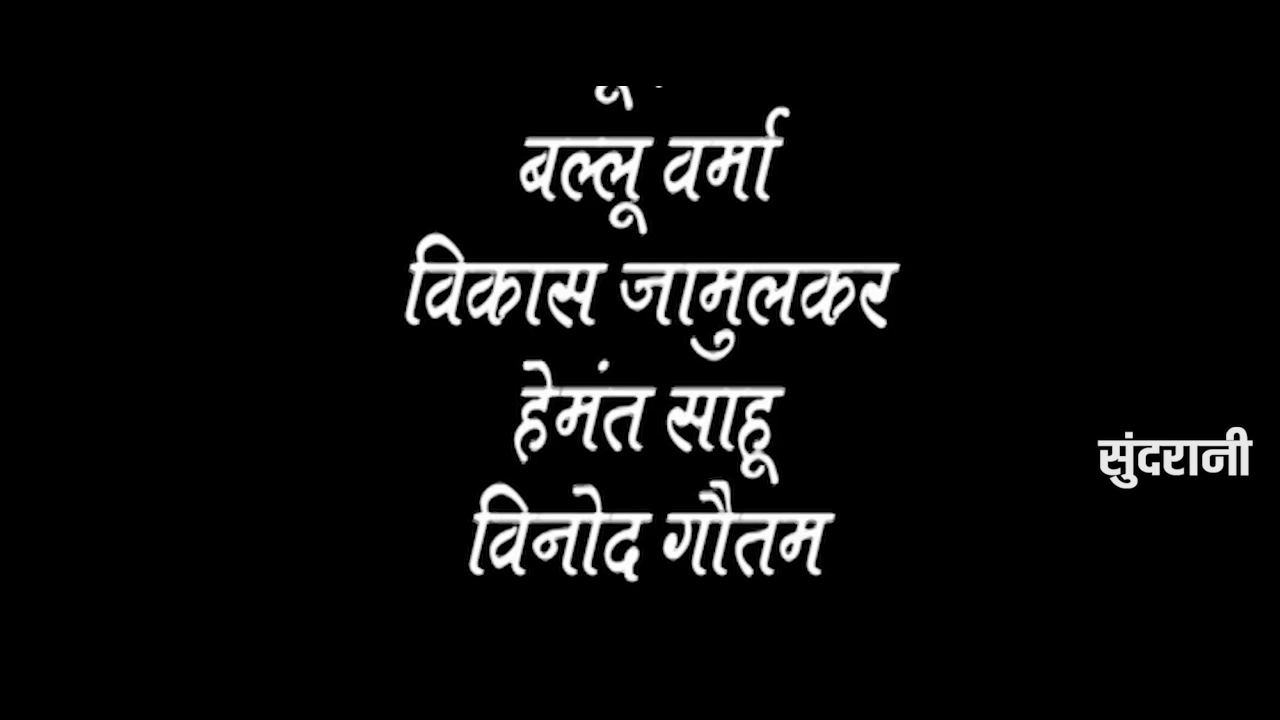 बल्लू वर्मा
विकास जामुलकर
हेमंत साहू
सुंदरानी
विनोद गौतम